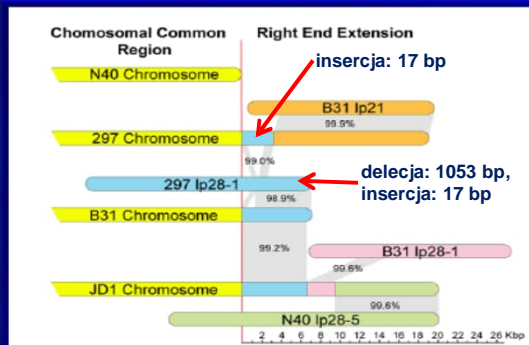 Chomosomal Common
Region
Right End Extension
insercja: 17 bp
N40 Chromosome
B31 lp21
99.9%
297 Chromosome
99.0%
297 lp28-1
delecja: 1053 bp,
insercja: 17 bp
98.9%
B31 Chromosome
99.2%
B31 lp28-1
99.6%
JD1 Chromosome
99.6%
N40 lp28-5
2 4 6 8 10 12 14 16 18 20 22 24 26 Kbp